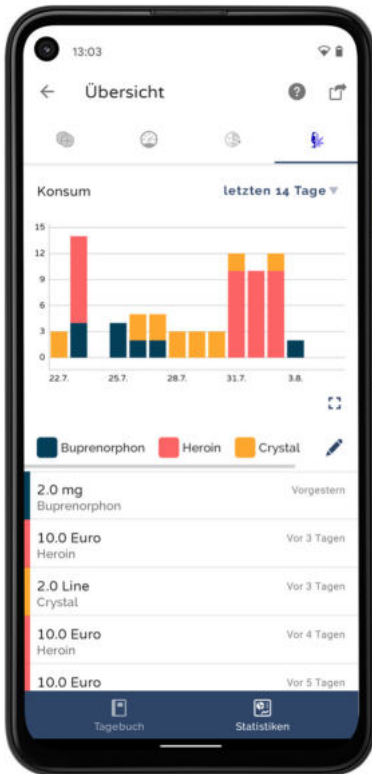 13:03
Übersicht
Konsum
letzten 14 Tage
15
12
9
6
3
0
22.7. 25.7. 28.7. 31.7. 3.8.
Buprenorphon Heroin Crystal
2.0 mg Vorgestern
Buprenorphon
10.0 Euro Vor 3 Tagen
Heroin
2.0 Line Vor 3 Tagen
Crystal
10.0 Euro Vor 4 Tagen
Heroin
10.0 Euro Vor 5 Tagen
Tagebuch Statistiken